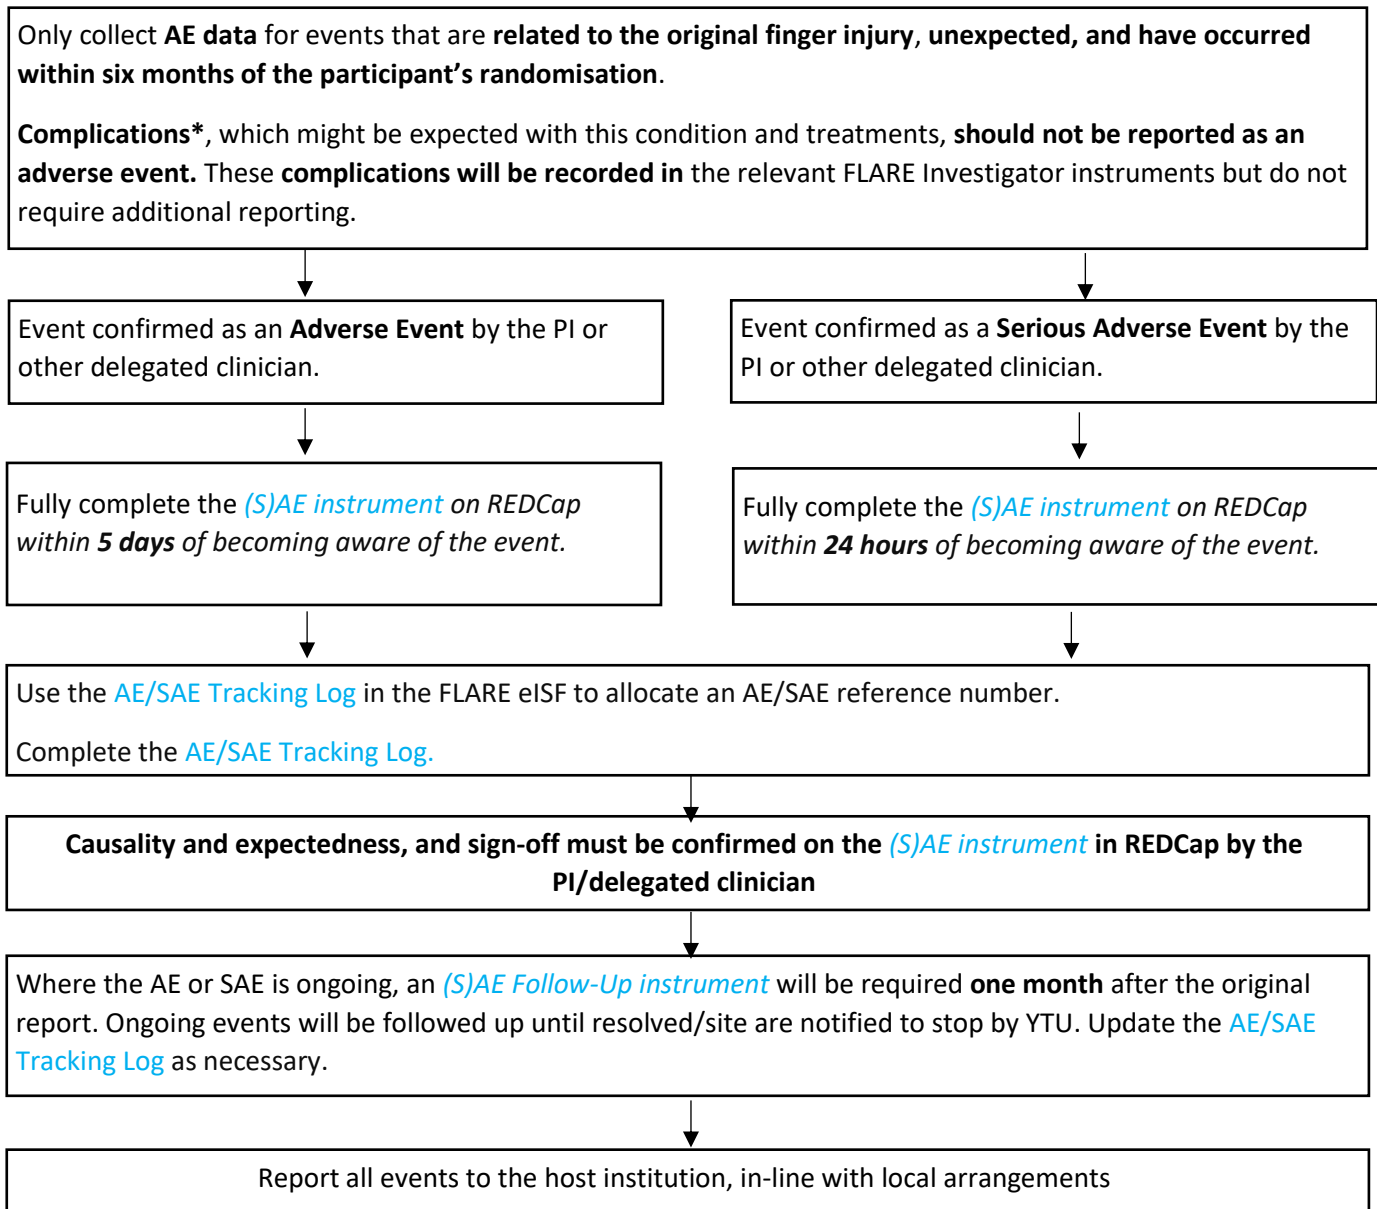 Only collect AE data for events that are related to the original finger injury, unexpected, and have occurred
within six months of the participant's randomisation.
Complications*, which might be expected with this condition and treatments, should not be reported as an
adverse event. These complications will be recorded in the relevant FLARE Investigator instruments but do not
require additional reporting.
Event confirmed as an Adverse Event by the PI or
other delegated clinician.
Event confirmed as a Serious Adverse Event by the
PI or other delegated clinician.
Fully complete the (S)AE instrument on REDCap
within 5 days of becoming aware of the event.
Fully complete the (S)AE instrument on REDCap
within 24 hours of becoming aware of the event.
Use the AE/SAE Tracking Log in the FLARE eISF to allocate an AE/SAE reference number.
Complete the AE/SAE Tracking Log.
Causality and expectedness, and sign-off must be confirmed on the (S)AE instrument in REDCap by the
PI/delegated clinician
Where the AE or SAE is ongoing, an (S)AE Follow-Up instrument will be required one month after the original
report. Ongoing events will be followed up until resolved/site are notified to stop by YTU. Update the AE/SAE
Tracking Log as necessary.
Report all events to the host institution, in-line with local arrangements